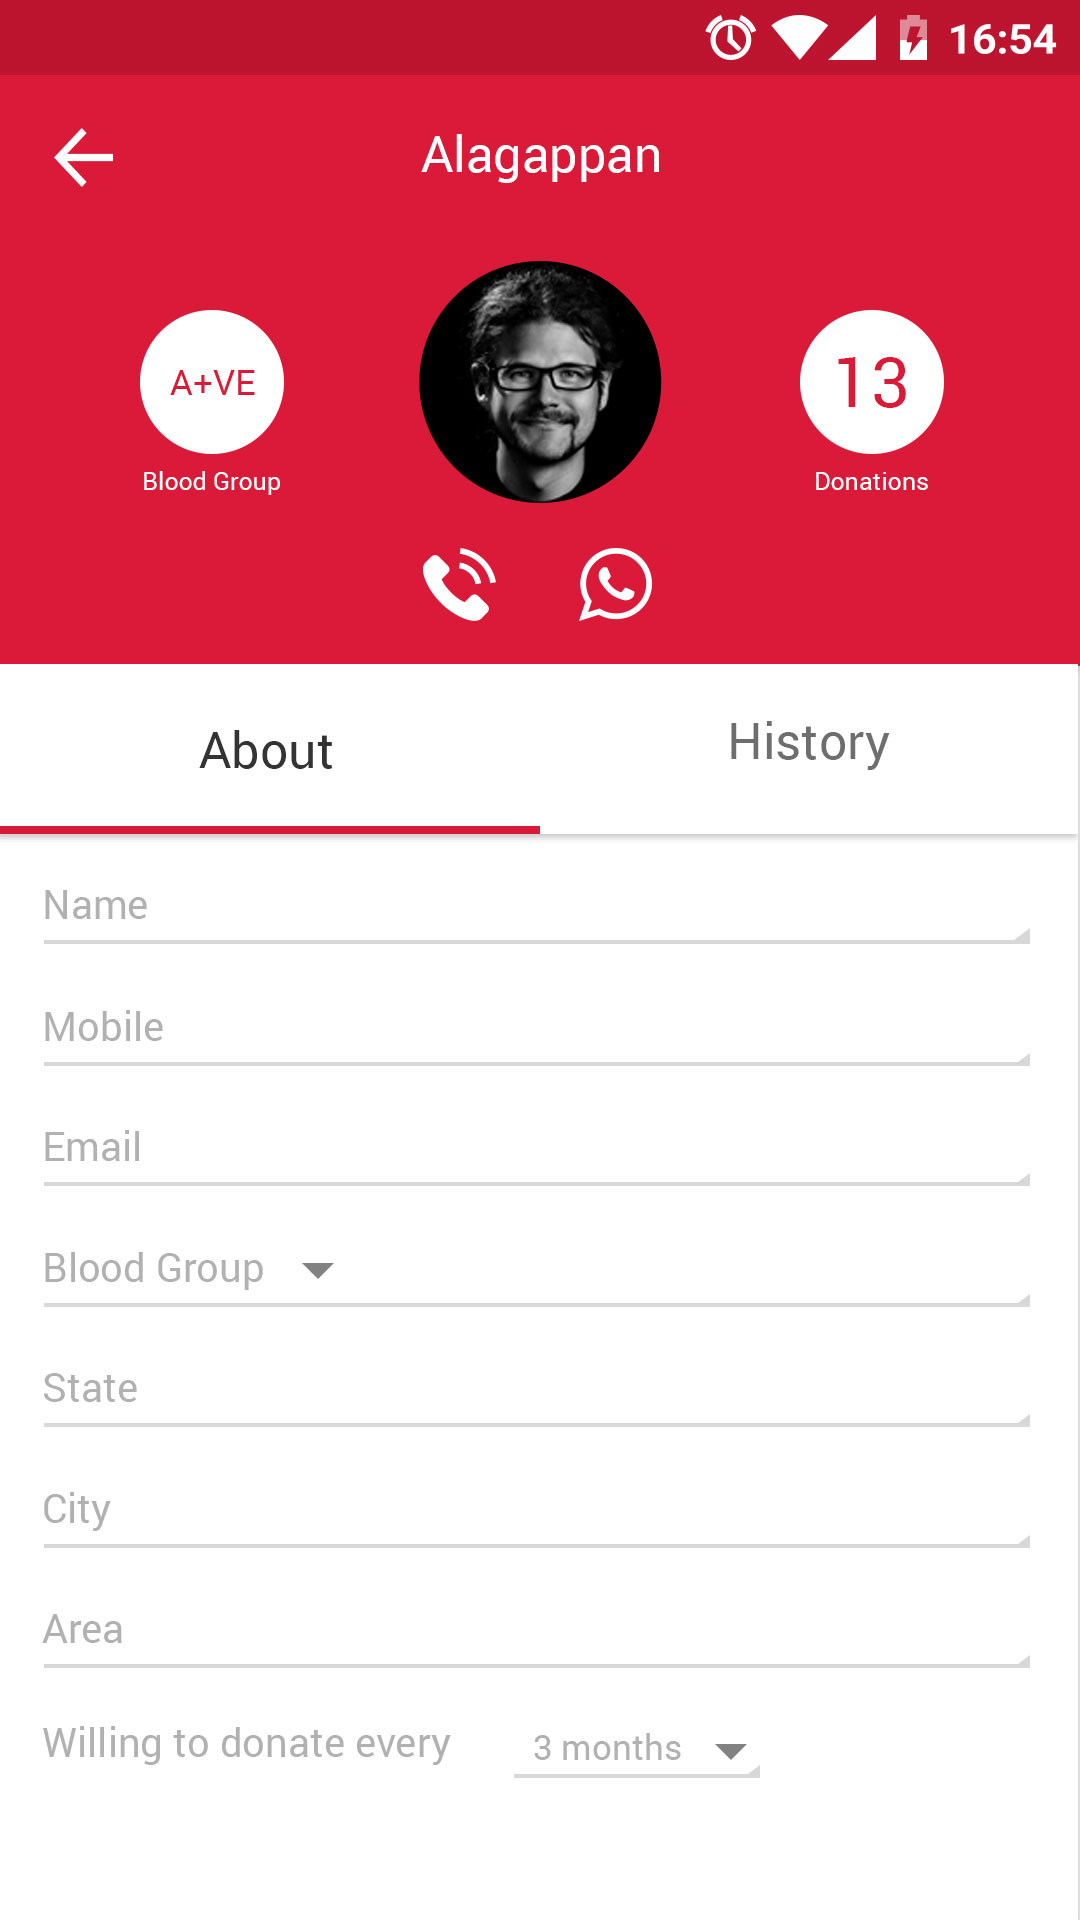 16:54
Alagappan
A+VE
13
Blood Group
Donations
About
History
Name
Mobile
Email
Blood Group
State
City
Area
Willing to donate every
3 months